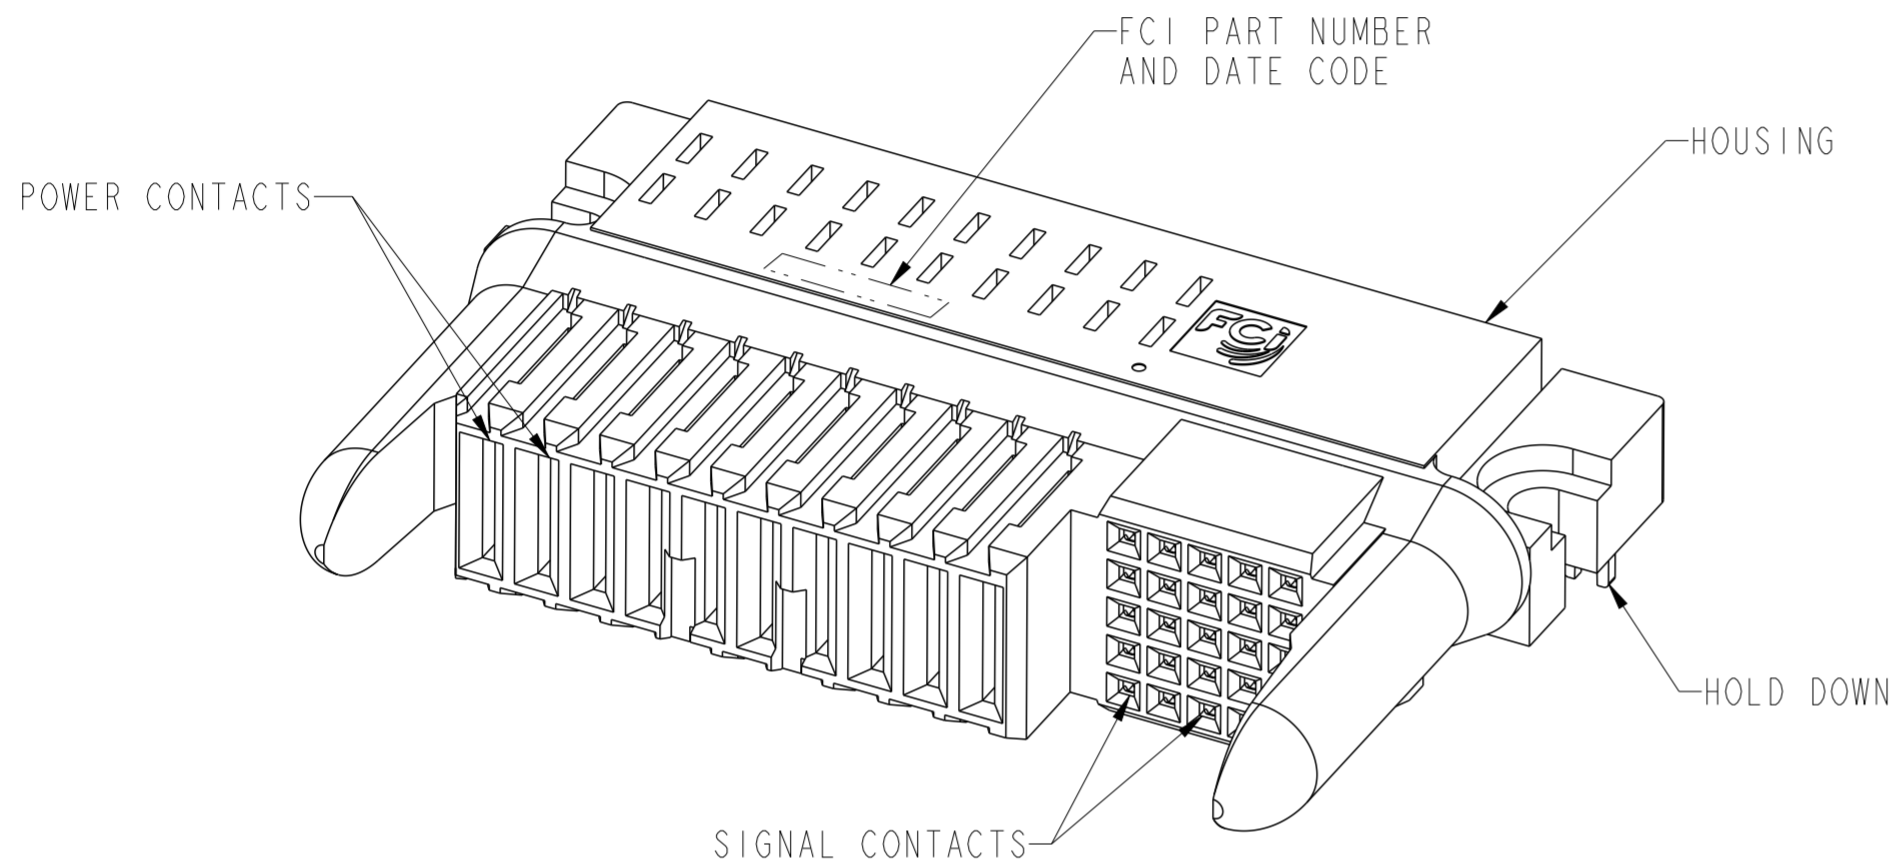 FCI PART NUMBER
AND DATE CODE
HOUSING
POWER CONTACTS
FCi
HOLD DOWN
SIGNAL CONTACTS